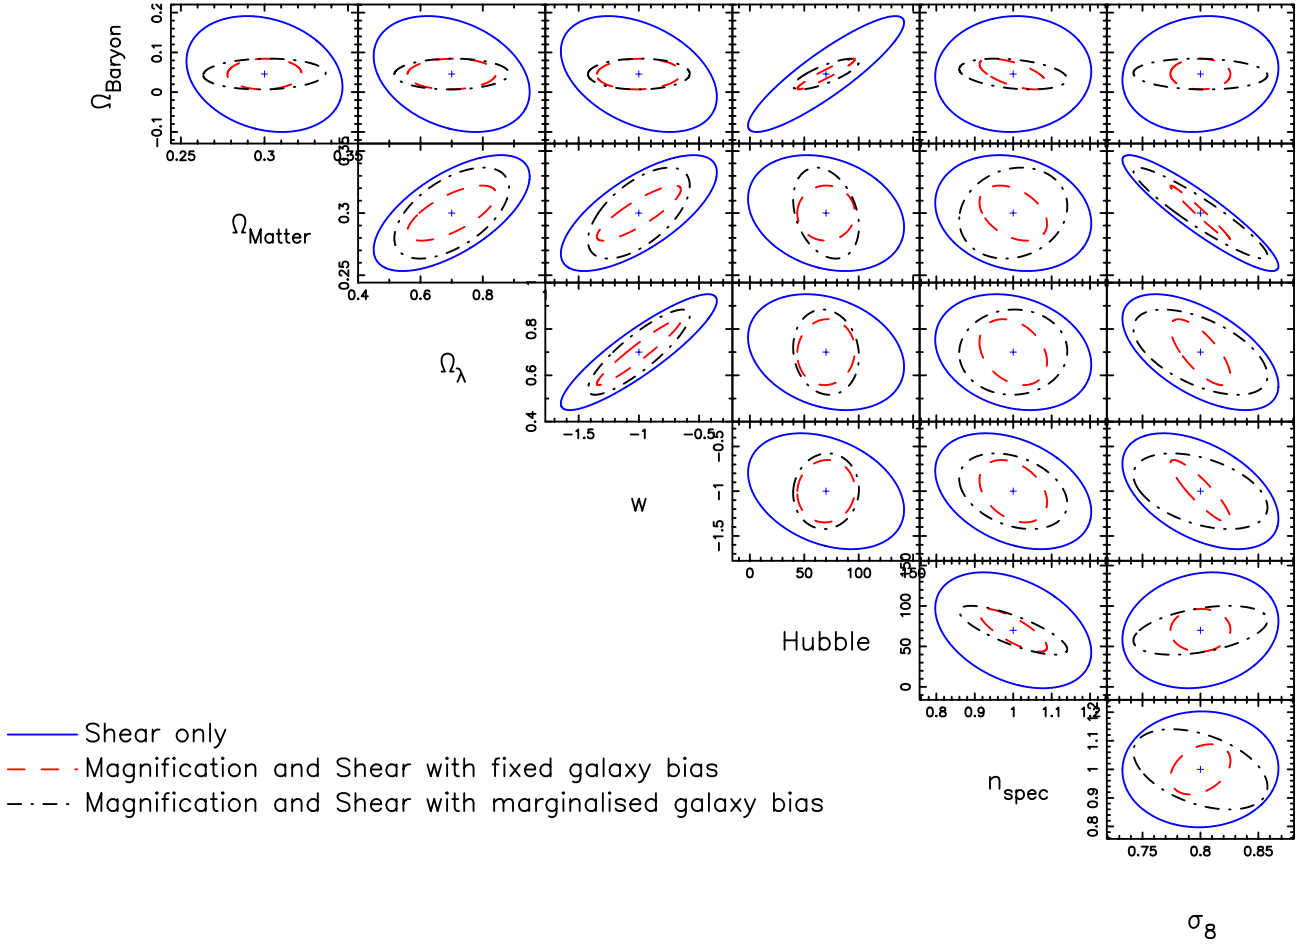 0.2
0.1
0
−0.1
Ω_Baryon
0.25 0.3 0.35
0.35
0.3
0.25
Ω_Matter
0.4 0.6 0.8 1
0.8
0.6
0.4
Ω_λ
−1.5 −1 −0.5
−0.5
−1
−1.5
w
0 50 100 150
150
100
50
0
Hubble
0.8 0.9 1 1.1 1.2
Shear only
Magnification and Shear with fixed galaxy bias
Magnification and Shear with marginalised galaxy bias
1.2
1.1
1
0.9
0.8
n_spec
0.75 0.8 0.85
σ_8